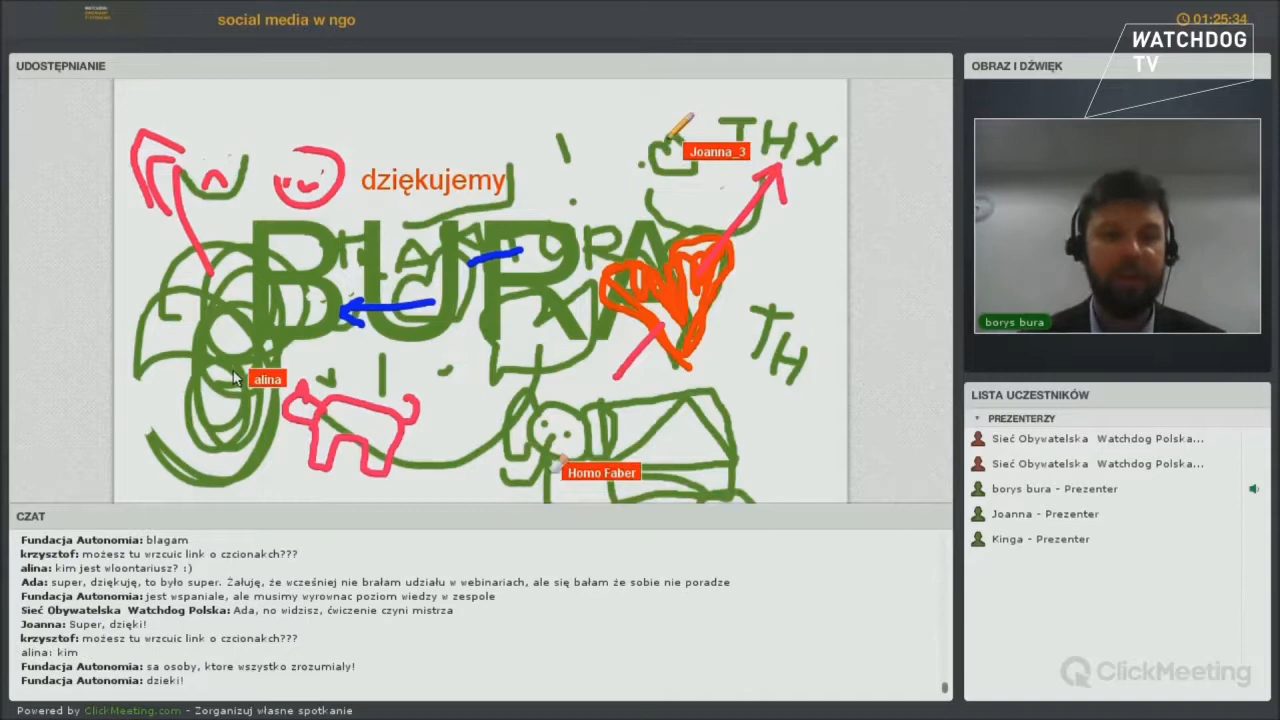 social media w ngo
01:25:34
WATCHDOG
TV
UDOSTĘPNIANIE
OBRAZ I DŹWIĘK
THX
Joanna_3
dziękujemy
BURA
TH
alina
Homo Faber
borys bura
LISTA UCZESTNIKÓW
PREZENTERZY
Sieć Obywatelska Watchdog Polska...
Sieć Obywatelska Watchdog Polska...
borys bura - Prezenter
Joanna - Prezenter
Kinga - Prezenter
CZAT
Fundacja Autonomia: blagam
krzysztof: możesz tu wrzucic link o czcionakch???
alina: kim jest wloontariusz? :)
Ada: super, dziękuję, to było super. Żałuję, że wcześniej nie brałam udziału w webinariach, ale się bałam że sobie nie poradze
Fundacja Autonomia: jest wspaniale, ale musimy wyrownac poziom wiedzy w zespole
Sieć Obywatelska Watchdog Polska: Ada, no widzisz, ćwiczenie czyni mistrza
Joanna: Super, dzięki!
krzysztof: możesz tu wrzucic link o czcionakch???
alina: kim
Fundacja Autonomia: sa osoby, ktore wszystko zrozumialy!
Fundacja Autonomia: dzieki!
ClickMeeting
Powered by ClickMeeting.com - Zorganizuj własne spotkanie